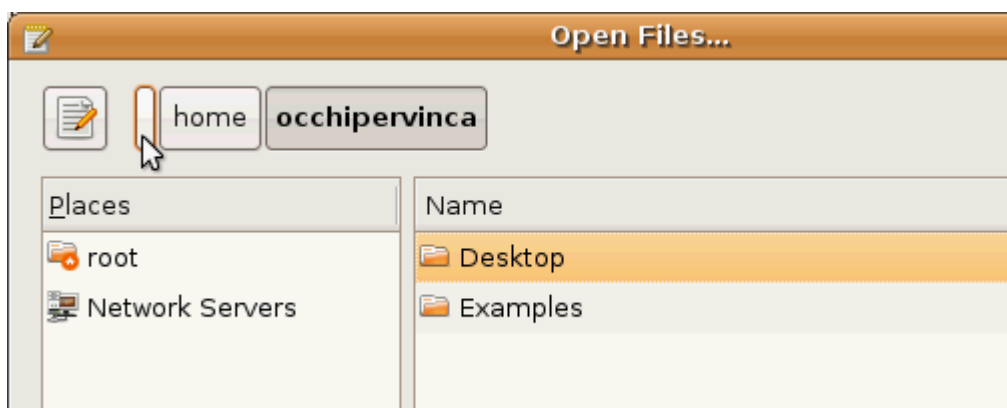 Open Files...
home occhipervinca
Places Name
root Desktop
Network Servers Examples